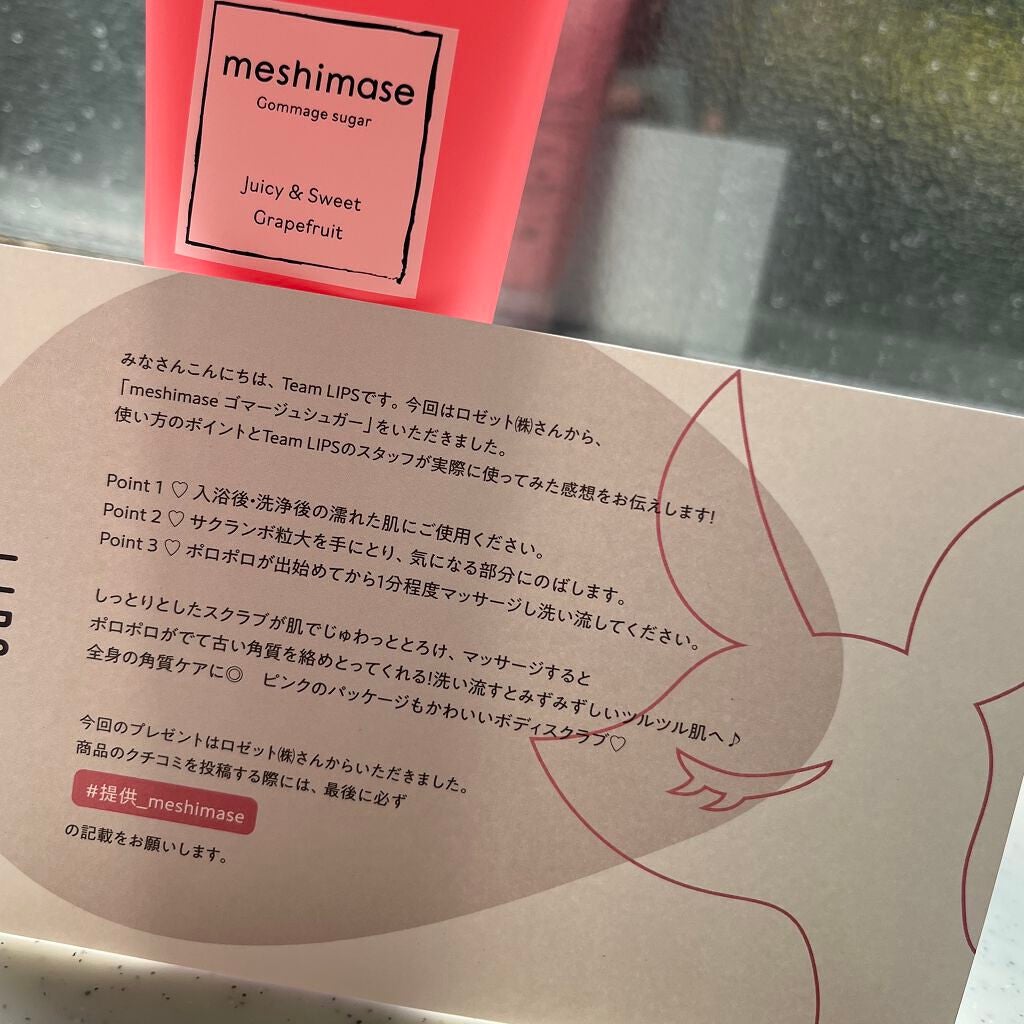 meshimase
Gommage sugar
Juicy & Sweet
Grapefruit
みなさんこんにちは、Team LIPSです。今回はロゼット㈱さんから、
「meshimase ゴマージュシュガー」をいただきました。
使い方のポイントとTeam LIPSのスタッフが実際に使ってみた感想をお伝えします!
Point 1 ♡ 入浴後・洗浄後の濡れた肌にご使用ください。
Point 2 ♡ サクランボ粒大を手にとり、気になる部分にのばします。
Point 3 ♡ ポロポロが出始めてから1分程度マッサージし洗い流してください。
しっとりとしたスクラブが肌でじゅわっととろけ、マッサージすると
ポロポロがでて古い角質を絡めとってくれる!洗い流すとみずみずしいツルツル肌へ♪
全身の角質ケアに◎　ピンクのパッケージもかわいいボディスクラブ♡
今回のプレゼントはロゼット㈱さんからいただきました。
商品のクチコミを投稿する際には、最後に必ず
#提供_meshimase
の記載をお願いします。
LIPS